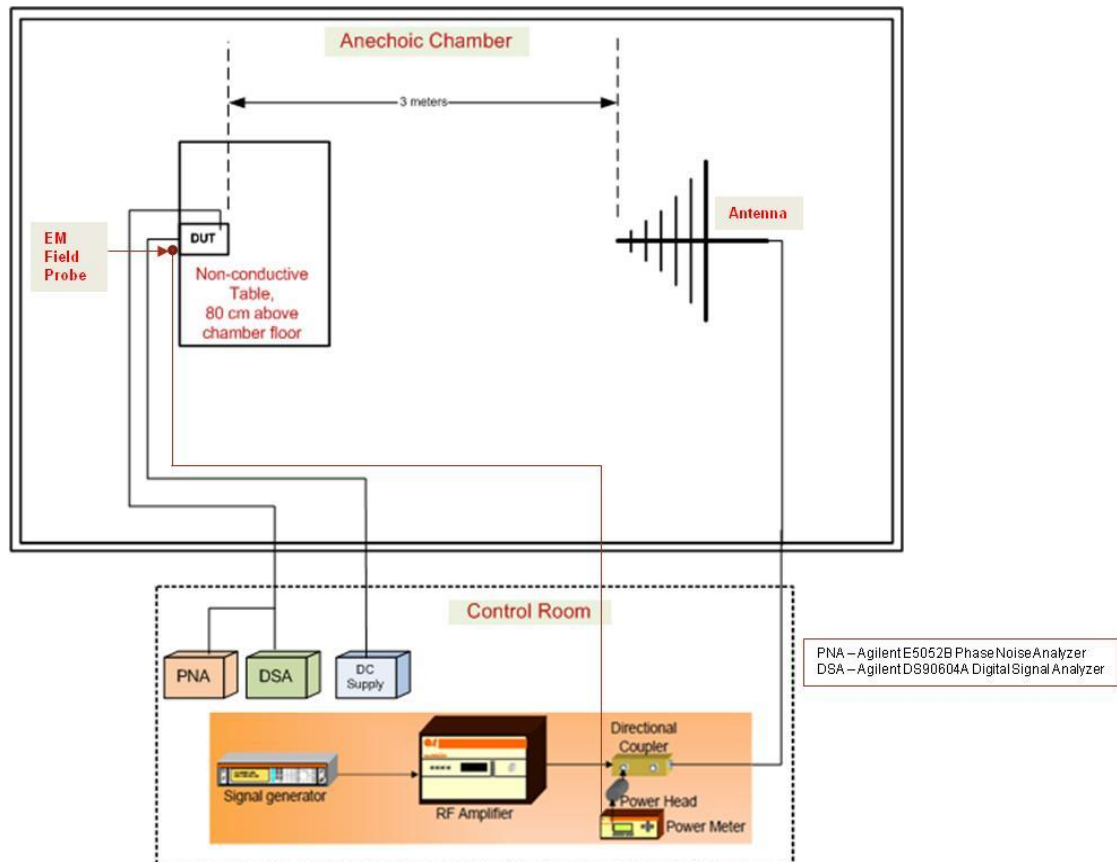 Anechoic Chamber
3 meters
EM
Field
Probe
DUT
Non-conductive
Table,
80 cm above
chamber floor
Antenna
Control Room
PNA
DSA
DC
Supply
PNA – Agilent E5052B Phase Noise Analyzer
DSA – Agilent DS90604A Digital Signal Analyzer
Signal generator
RF Amplifier
Directional
Coupler
Power Head
Power Meter